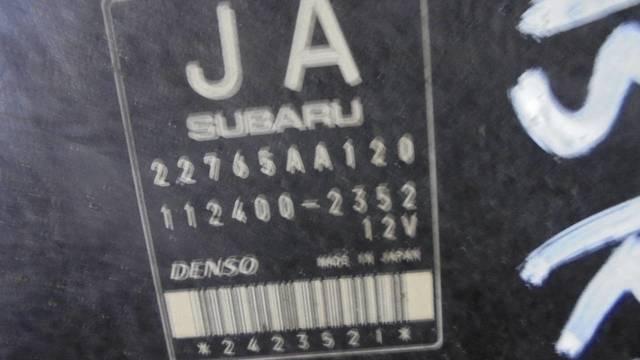 JA
SUBARU
22765AA120
112400-2352
12V
DENSO MADE IN JAPAN
*2423521*